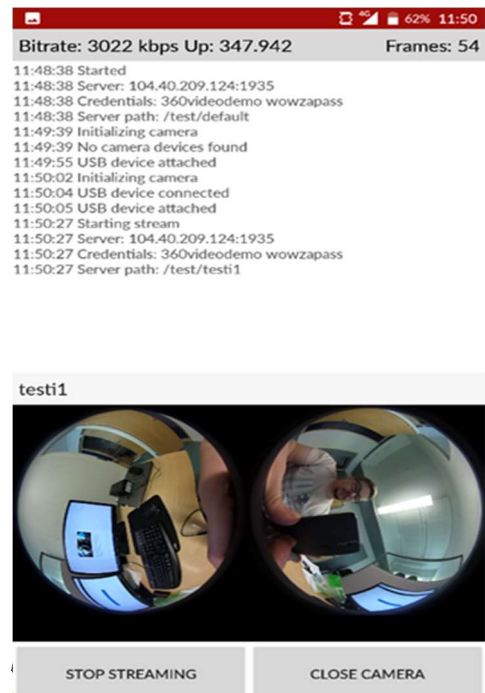 4G 62% 11:50
Bitrate: 3022 kbps Up: 347.942 Frames: 54
11:48:38 Started
11:48:38 Server: 104.40.209.124:1935
11:48:38 Credentials: 360videodemo wowzapass
11:48:38 Server path: /test/default
11:49:39 Initializing camera
11:49:39 No camera devices found
11:49:55 USB device attached
11:50:02 Initializing camera
11:50:04 USB device connected
11:50:05 USB device attached
11:50:27 Starting stream
11:50:27 Server: 104.40.209.124:1935
11:50:27 Credentials: 360videodemo wowzapass
11:50:27 Server path: /test/testi1
testi1
STOP STREAMING CLOSE CAMERA